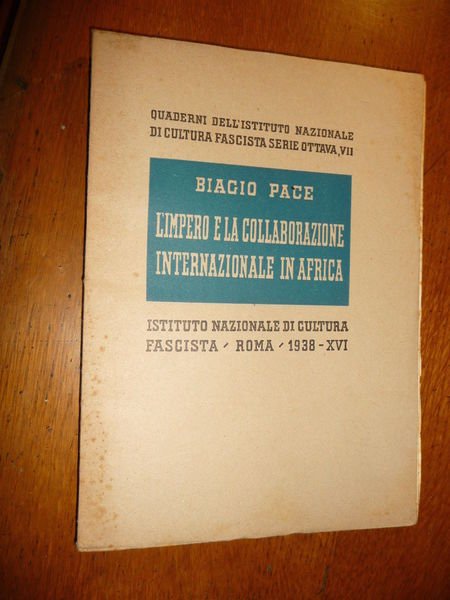 QUADERNI DELL'ISTITUTO NAZIONALE
DI CULTURA FASCISTA SERIE OTTAVA, VII
BIAGIO PACE
L'IMPERO E LA COLLABORAZIONE
INTERNAZIONALE IN AFRICA
ISTITUTO NAZIONALE DI CULTURA
FASCISTA - ROMA - 1938 - XVI